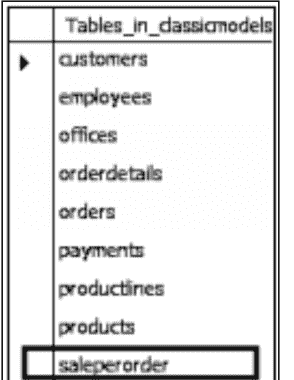 Tables_in_classicmodels
customers
employees
offices
orderdetails
orders
payments
productlines
products
saleperorder